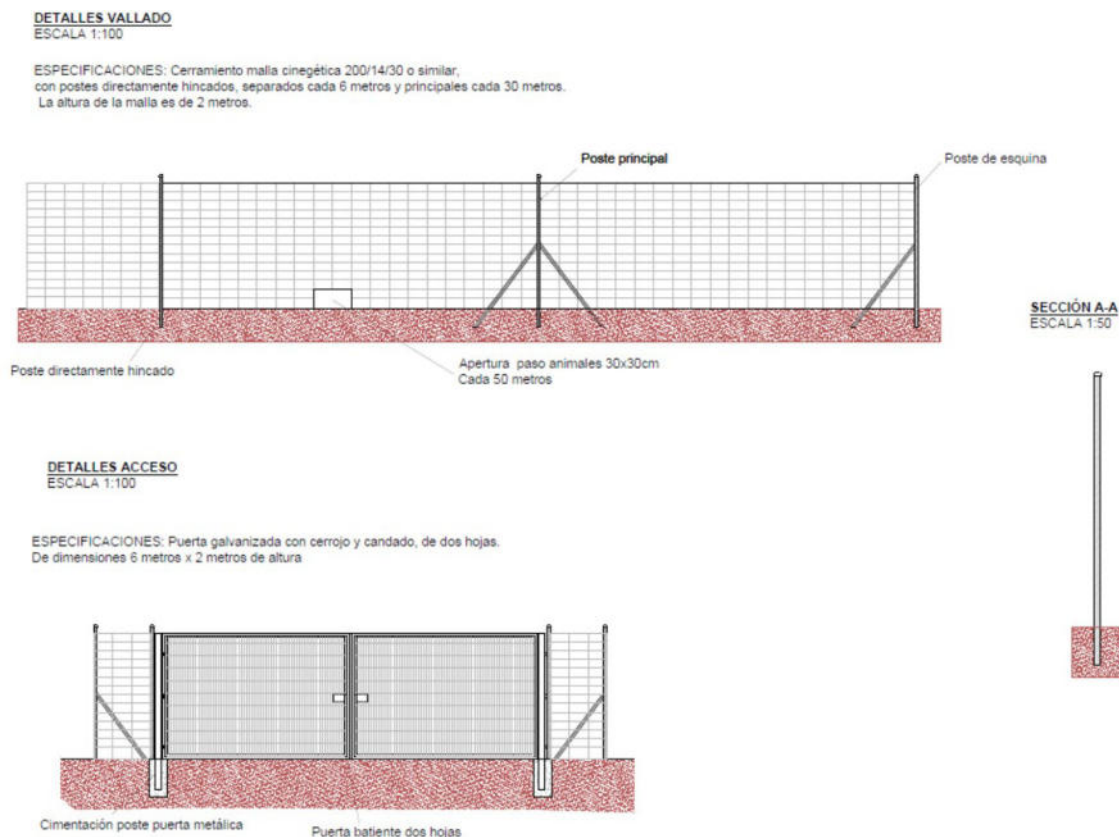 DETALLES VALLADO
ESCALA 1:100
ESPECIFICACIONES: Cerramiento malla cinegética 200/14/30 o similar,
con postes directamente hincados, separados cada 6 metros y principales cada 30 metros.
La altura de la malla es de 2 metros.
Poste principal
Poste de esquina
Poste directamente hincado
Apertura paso animales 30x30cm
Cada 50 metros
SECCIÓN A-A
ESCALA 1:50
DETALLES ACCESO
ESCALA 1:100
ESPECIFICACIONES: Puerta galvanizada con cerrojo y candado, de dos hojas.
De dimensiones 6 metros x 2 metros de altura
Cimentación poste puerta metálica
Puerta batiente dos hojas